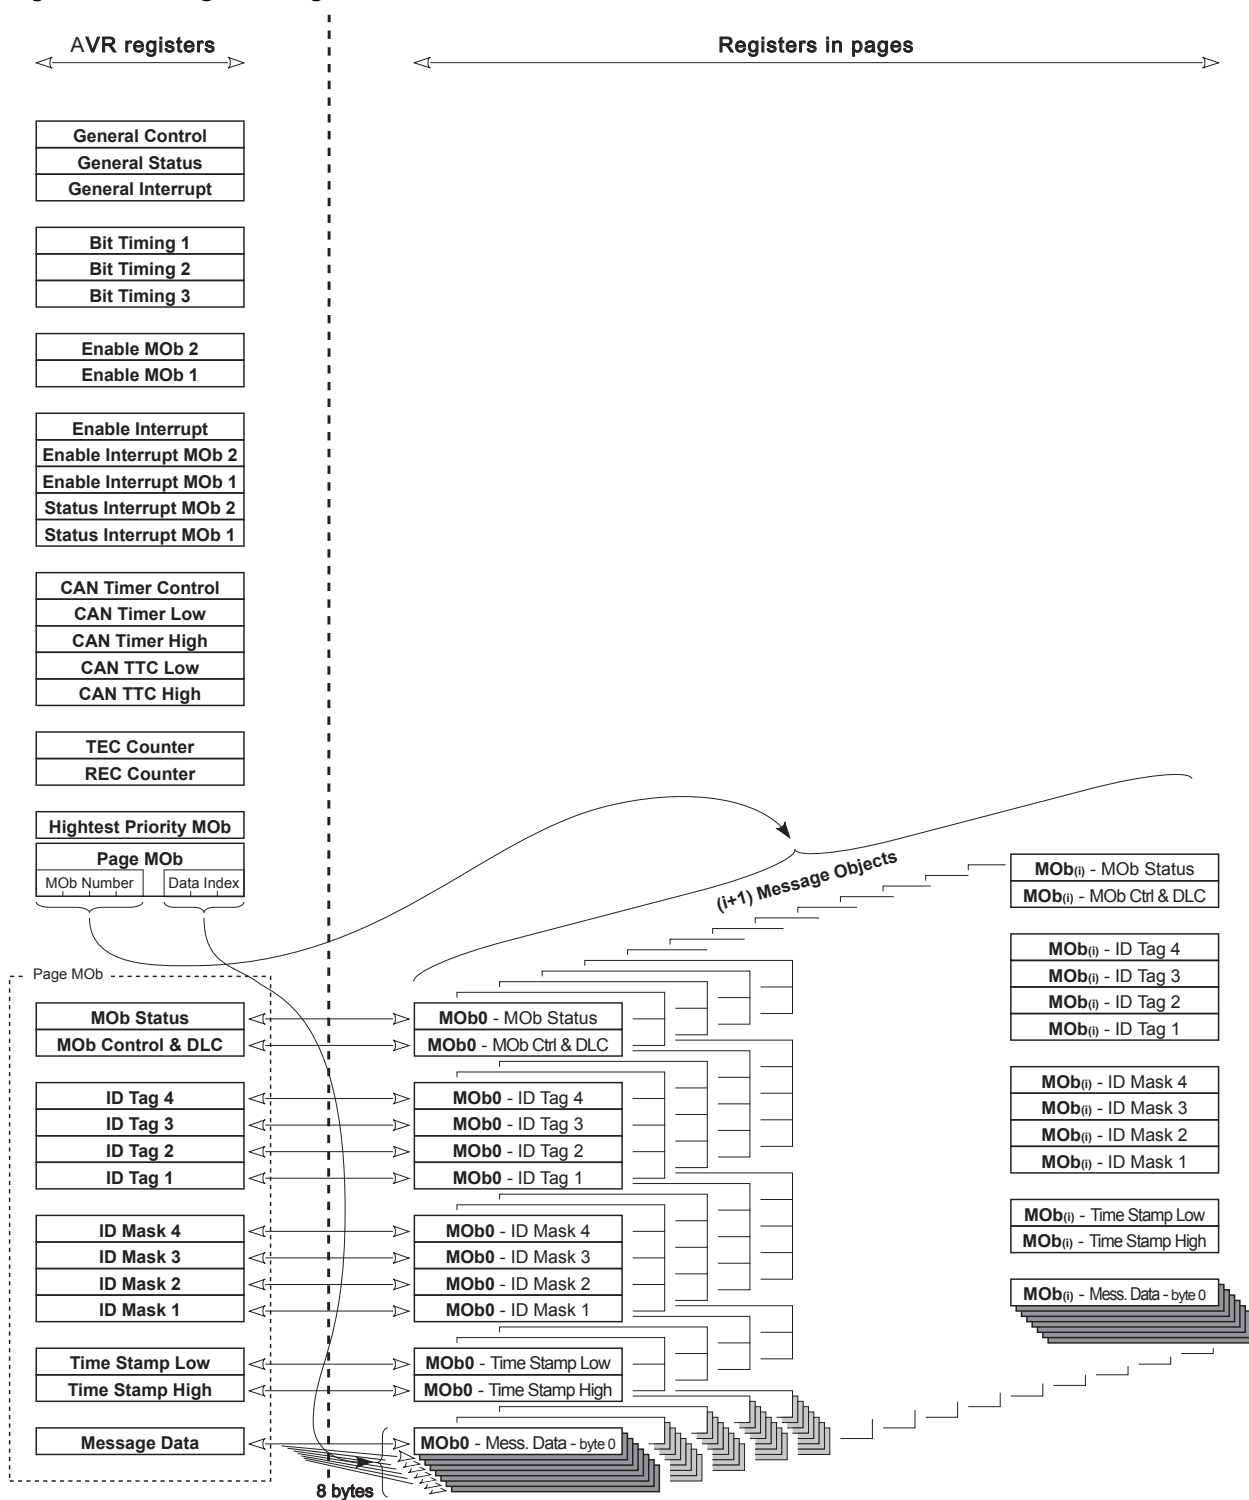 AVR registers
Registers in pages
General Control
General Status
General Interrupt
Bit Timing 1
Bit Timing 2
Bit Timing 3
Enable MOb 2
Enable MOb 1
Enable Interrupt
Enable Interrupt MOb 2
Enable Interrupt MOb 1
Status Interrupt MOb 2
Status Interrupt MOb 1
CAN Timer Control
CAN Timer Low
CAN Timer High
CAN TTC Low
CAN TTC High
TEC Counter
REC Counter
Hightest Priority MOb
Page MOb
MOb Number
Data Index
Page MOb
MOb Status
MOb Control & DLC
ID Tag 4
ID Tag 3
ID Tag 2
ID Tag 1
ID Mask 4
ID Mask 3
ID Mask 2
ID Mask 1
Time Stamp Low
Time Stamp High
Message Data
8 bytes
MOb0 - MOb Status
MOb0 - MOb Ctrl & DLC
MOb0 - ID Tag 4
MOb0 - ID Tag 3
MOb0 - ID Tag 2
MOb0 - ID Tag 1
MOb0 - ID Mask 4
MOb0 - ID Mask 3
MOb0 - ID Mask 2
MOb0 - ID Mask 1
MOb0 - Time Stamp Low
MOb0 - Time Stamp High
MOb0 - Mess. Data - byte 0
(i+1) Message Objects
MOb(i) - MOb Status
MOb(i) - MOb Ctrl & DLC
MOb(i) - ID Tag 4
MOb(i) - ID Tag 3
MOb(i) - ID Tag 2
MOb(i) - ID Tag 1
MOb(i) - ID Mask 4
MOb(i) - ID Mask 3
MOb(i) - ID Mask 2
MOb(i) - ID Mask 1
MOb(i) - Time Stamp Low
MOb(i) - Time Stamp High
MOb(i) - Mess. Data - byte 0